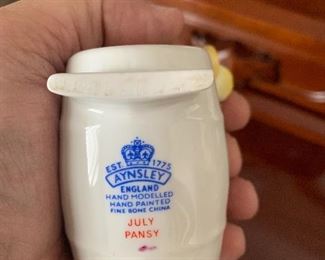 EST. 1775
AYNSLEY
ENGLAND
HAND MODELLED
HAND PAINTED
FINE BONE CHINA
JULY
PANSY